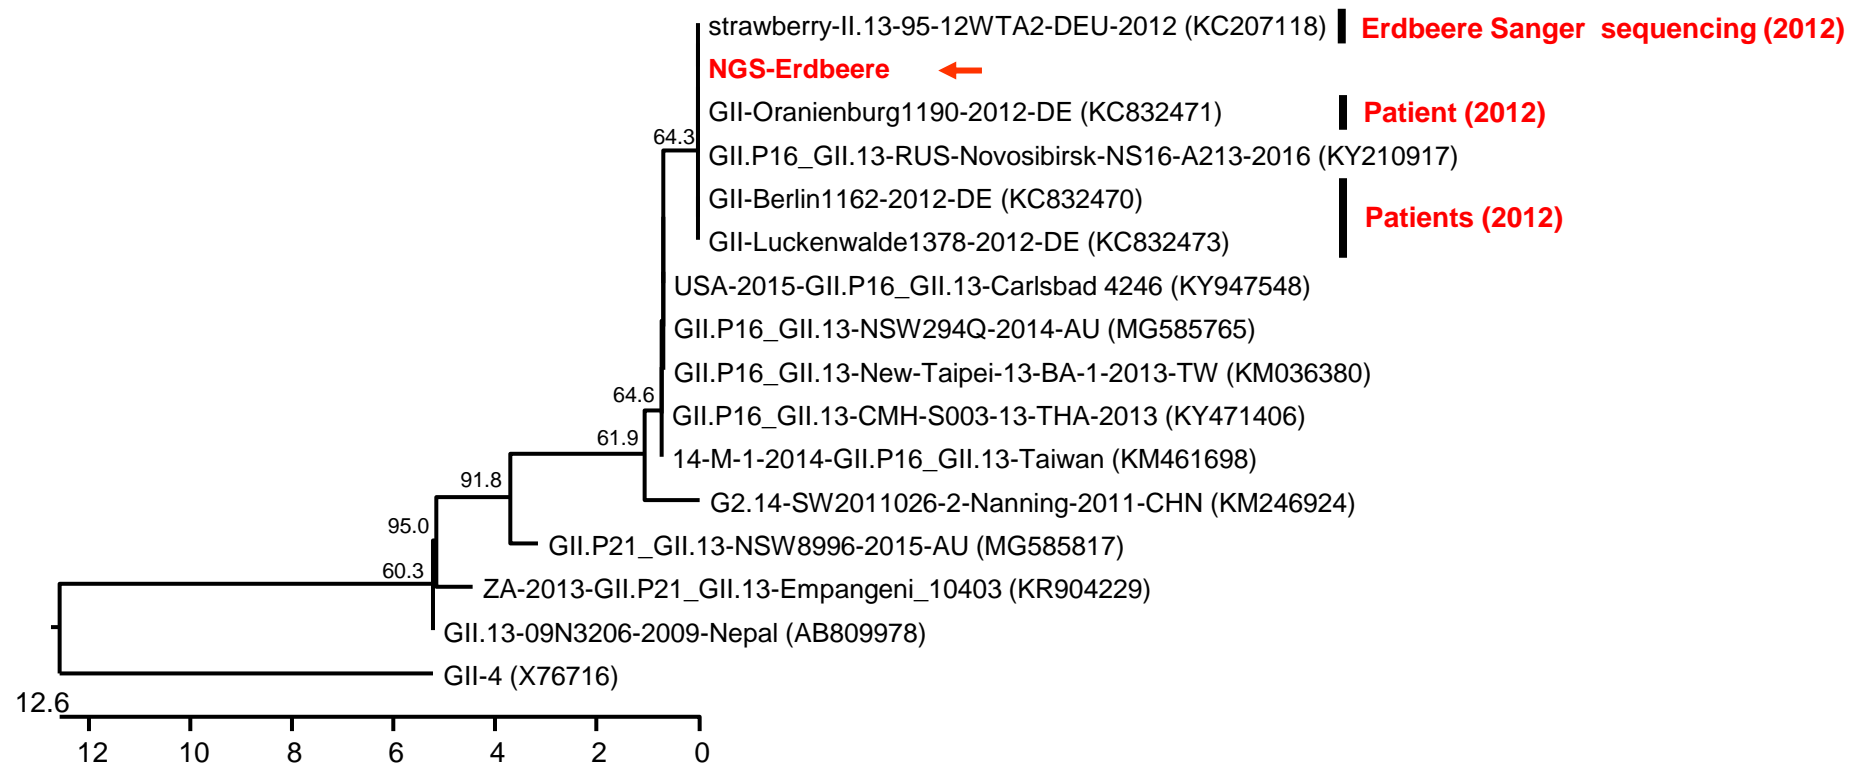 strawberry-II.13-95-12WTA2-DEU-2012 (KC207118) Erdbeere Sanger  sequencing (2012)
NGS-Erdbeere
GII-Oranienburg1190-2012-DE (KC832471) Patient (2012)
64.3
GII.P16_GII.13-RUS-Novosibirsk-NS16-A213-2016 (KY210917)
GII-Berlin1162-2012-DE (KC832470)
Patients (2012)
GII-Luckenwalde1378-2012-DE (KC832473)
USA-2015-GII.P16_GII.13-Carlsbad 4246 (KY947548)
GII.P16_GII.13-NSW294Q-2014-AU (MG585765)
GII.P16_GII.13-New-Taipei-13-BA-1-2013-TW (KM036380)
64.6
GII.P16_GII.13-CMH-S003-13-THA-2013 (KY471406)
61.9
14-M-1-2014-GII.P16_GII.13-Taiwan (KM461698)
91.8
G2.14-SW2011026-2-Nanning-2011-CHN (KM246924)
95.0
GII.P21_GII.13-NSW8996-2015-AU (MG585817)
60.3
ZA-2013-GII.P21_GII.13-Empangeni_10403 (KR904229)
GII.13-09N3206-2009-Nepal (AB809978)
GII-4 (X76716)
12.6
12 10 8 6 4 2 0